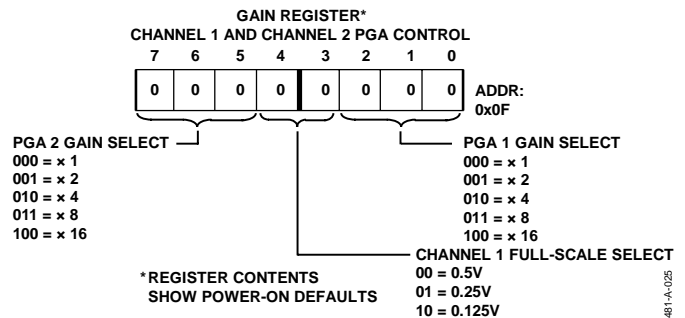 GAIN REGISTER*
CHANNEL 1 AND CHANNEL 2 PGA CONTROL
7 6 5 4 3 2 1 0
0 0 0 0 0 0 0 0
ADDR:
0x0F
PGA 2 GAIN SELECT
000 = × 1
001 = × 2
010 = × 4
011 = × 8
100 = × 16
PGA 1 GAIN SELECT
000 = × 1
001 = × 2
010 = × 4
011 = × 8
100 = × 16
CHANNEL 1 FULL-SCALE SELECT
00 = 0.5V
01 = 0.25V
10 = 0.125V
*REGISTER CONTENTS
SHOW POWER-ON DEFAULTS
481-A-025